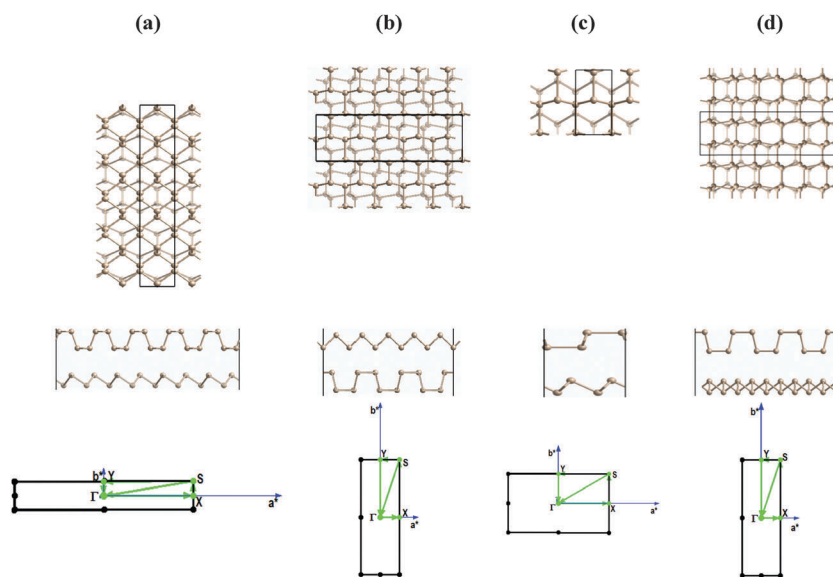 (a) (b) (c) (d)
b* Y S
Γ X a*
b*
Y S
Γ X a*
b*
Y S
Γ X a*
b*
Y S
Γ X a*